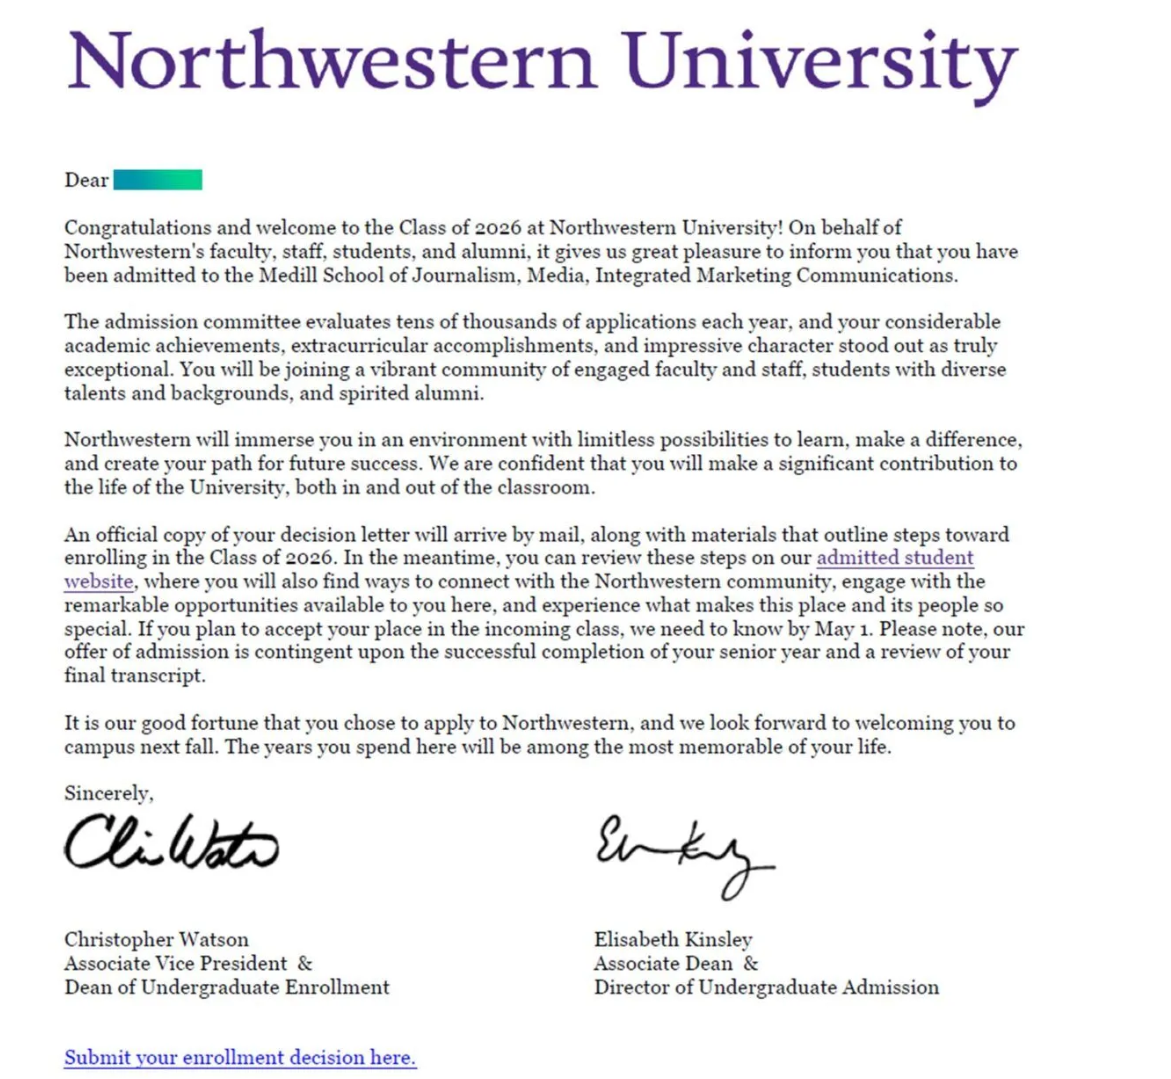 Northwestern University
Dear
Congratulations and welcome to the Class of 2026 at Northwestern University! On behalf of
Northwestern's faculty, staff, students, and alumni, it gives us great pleasure to inform you that you have
been admitted to the Medill School of Journalism, Media, Integrated Marketing Communications.
The admission committee evaluates tens of thousands of applications each year, and your considerable
academic achievements, extracurricular accomplishments, and impressive character stood out as truly
exceptional. You will be joining a vibrant community of engaged faculty and staff, students with diverse
talents and backgrounds, and spirited alumni.
Northwestern will immerse you in an environment with limitless possibilities to learn, make a difference,
and create your path for future success. We are confident that you will make a significant contribution to
the life of the University, both in and out of the classroom.
An official copy of your decision letter will arrive by mail, along with materials that outline steps toward
enrolling in the Class of 2026. In the meantime, you can review these steps on our admitted student
website, where you will also find ways to connect with the Northwestern community, engage with the
remarkable opportunities available to you here, and experience what makes this place and its people so
special. If you plan to accept your place in the incoming class, we need to know by May 1. Please note, our
offer of admission is contingent upon the successful completion of your senior year and a review of your
final transcript.
It is our good fortune that you chose to apply to Northwestern, and we look forward to welcoming you to
campus next fall. The years you spend here will be among the most memorable of your life.
Sincerely,
Christopher Watson
Associate Vice President &
Dean of Undergraduate Enrollment
Elisabeth Kinsley
Associate Dean &
Director of Undergraduate Admission
Submit your enrollment decision here.